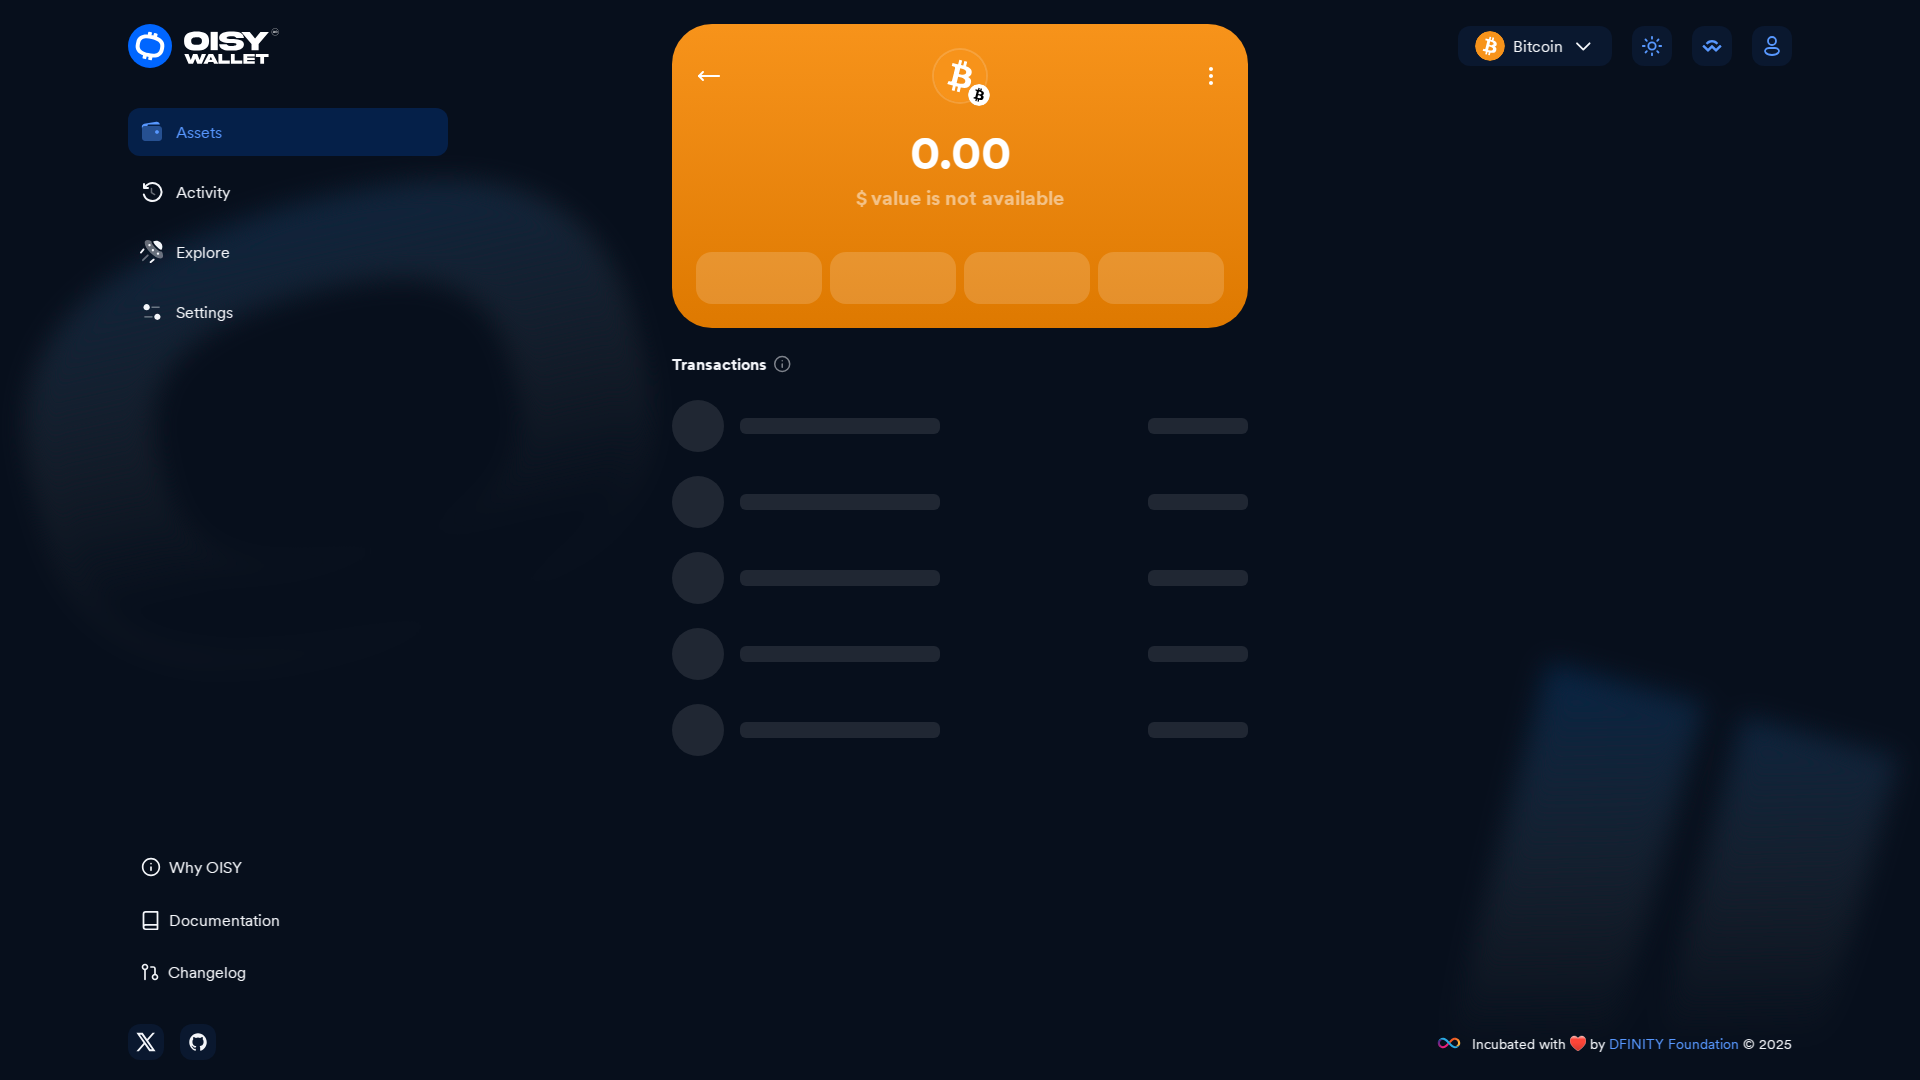 OISY
WALLET
Bitcoin
Assets
Activity
Explore
Settings
0.00
$ value is not available
Transactions
Why OISY
Documentation
Changelog
Incubated with ❤️ by DFINITY Foundation © 2025